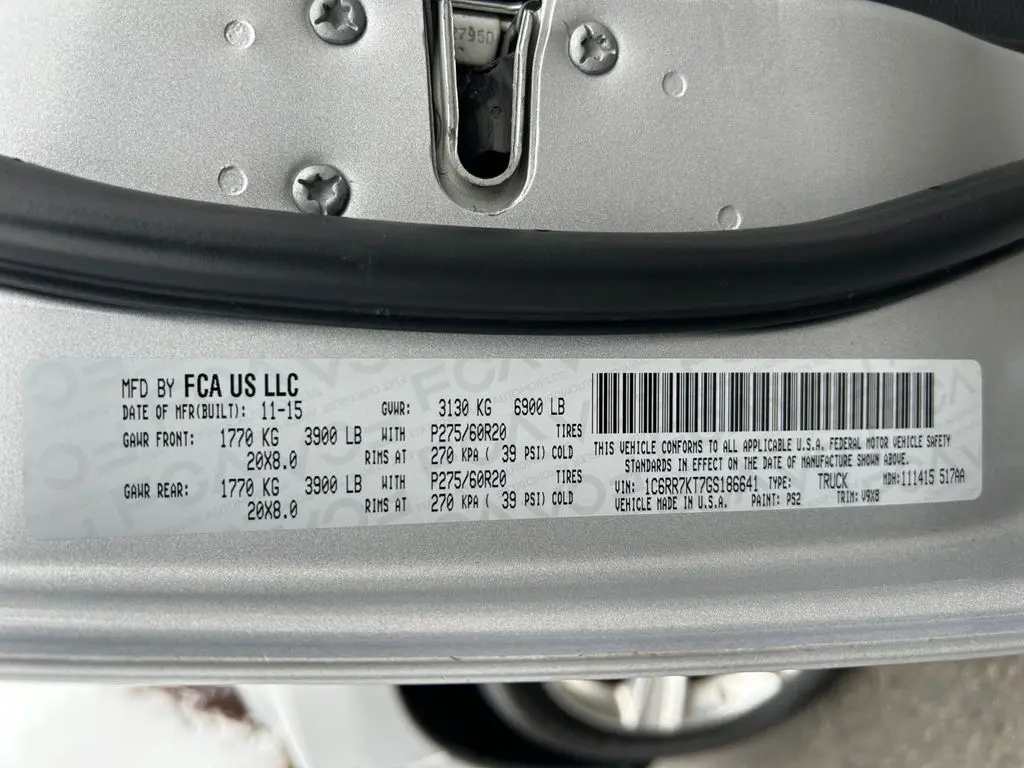 2795D
MFD BY FCA US LLC
DATE OF MFR(BUILT): 11-15 GVWR: 3130 KG 6900 LB
GAWR FRONT: 1770 KG 3900 LB WITH P275/60R20 TIRES
20X8.0 RIMS AT 270 KPA ( 39 PSI) COLD
GAWR REAR: 1770 KG 3900 LB WITH P275/60R20 TIRES
20X8.0 RIMS AT 270 KPA ( 39 PSI) COLD
THIS VEHICLE CONFORMS TO ALL APPLICABLE U.S.A. FEDERAL MOTOR VEHICLE SAFETY
STANDARDS IN EFFECT ON THE DATE OF MANUFACTURE SHOWN ABOVE.
VIN: 1C6RR7KT7GS186641 TYPE: TRUCK MDH: 111415 517AA
VEHICLE MADE IN U.S.A. PAINT: PS2 TRIM: V9X8